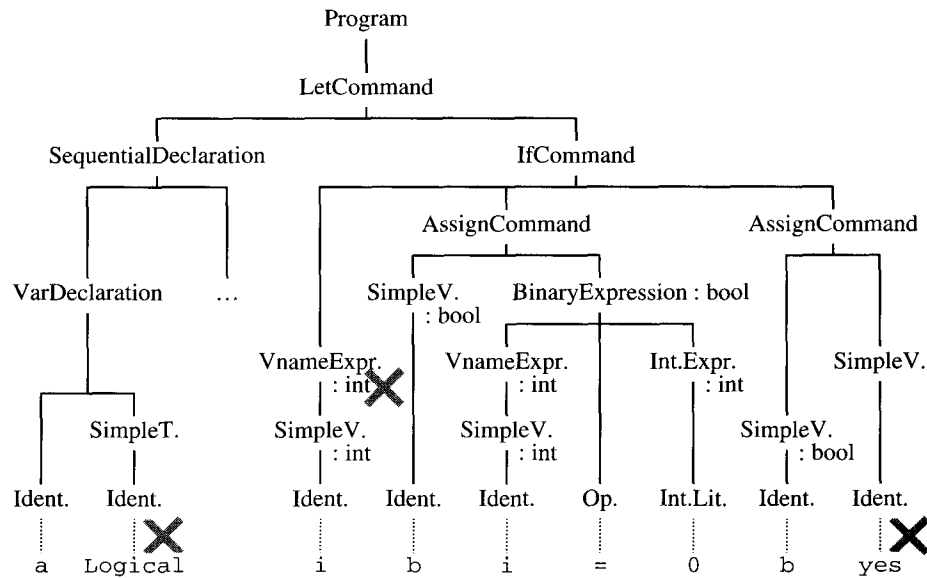 Program
LetCommand
SequentialDeclaration IfCommand
AssignCommand AssignCommand
VarDeclaration ... SimpleV. BinaryExpression : bool
: bool
VnameExpr. VnameExpr. Int.Expr. SimpleV.
: int : int : int
SimpleT. SimpleV. SimpleV. SimpleV.
: int : int : bool
Ident. Ident. Ident. Ident. Ident. Op. Int.Lit. Ident. Ident.
a Logical i b i = 0 b yes